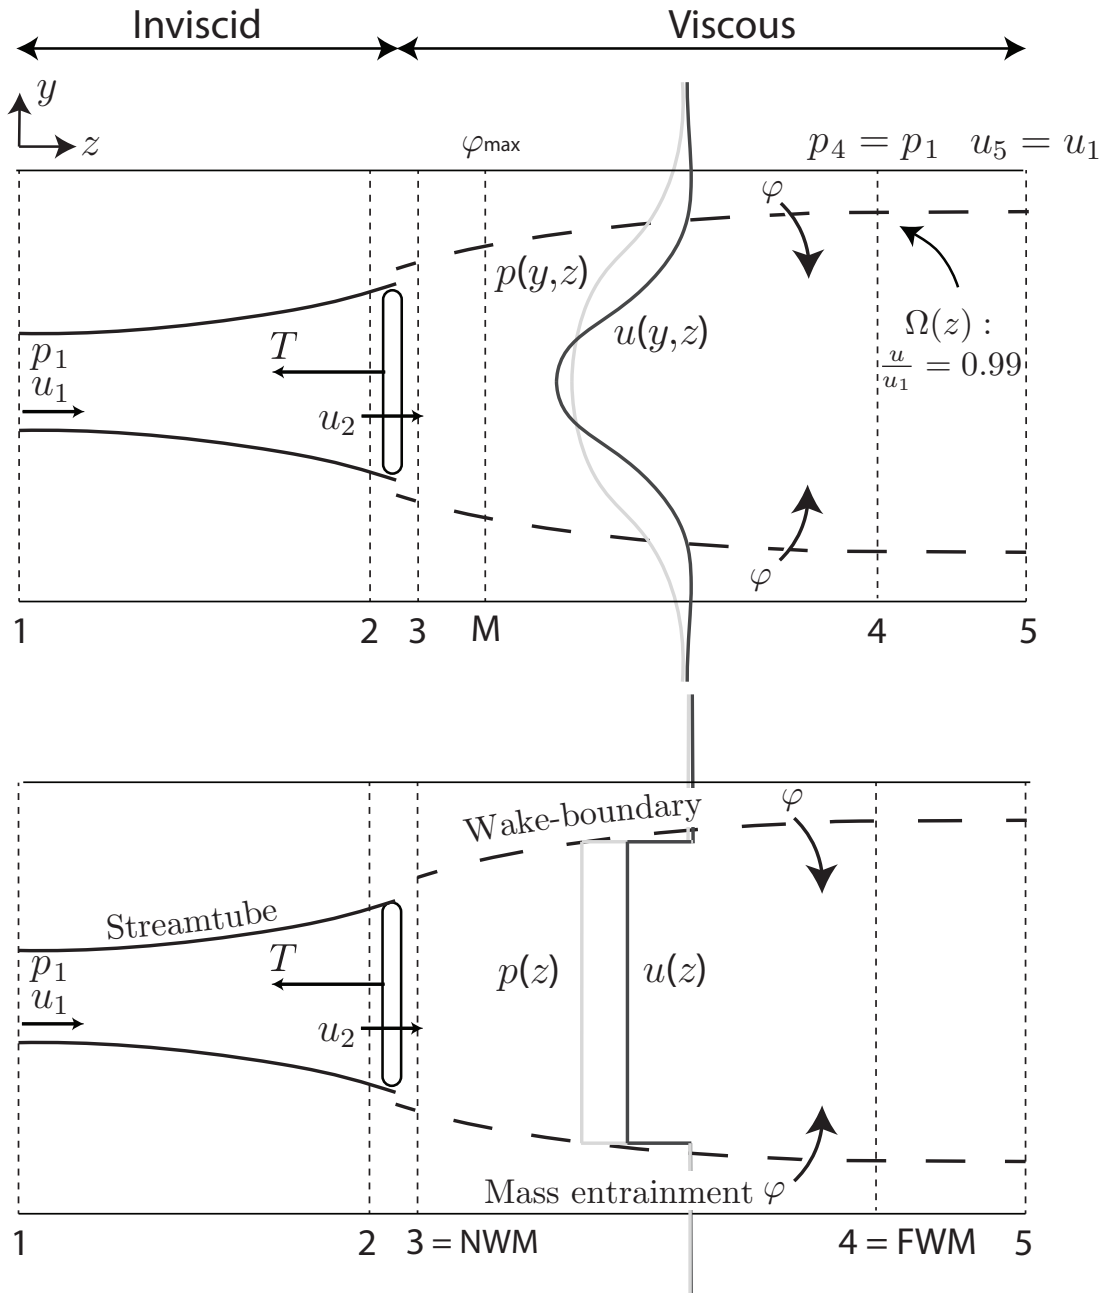 Inviscid Viscous
y
z
φmax
p₄ = p₁ u₅ = u₁
φ
p(y,z)
u(y,z)
Ω(z) :
u/u₁ = 0.99
p₁
u₁
T
u₂
φ
1 2 3 M 4 5
Wake-boundary
φ
Streamtube
p₁
u₁
T
u₂
p(z) u(z)
Mass entrainment φ
1 2 3 = NWM 4 = FWM 5